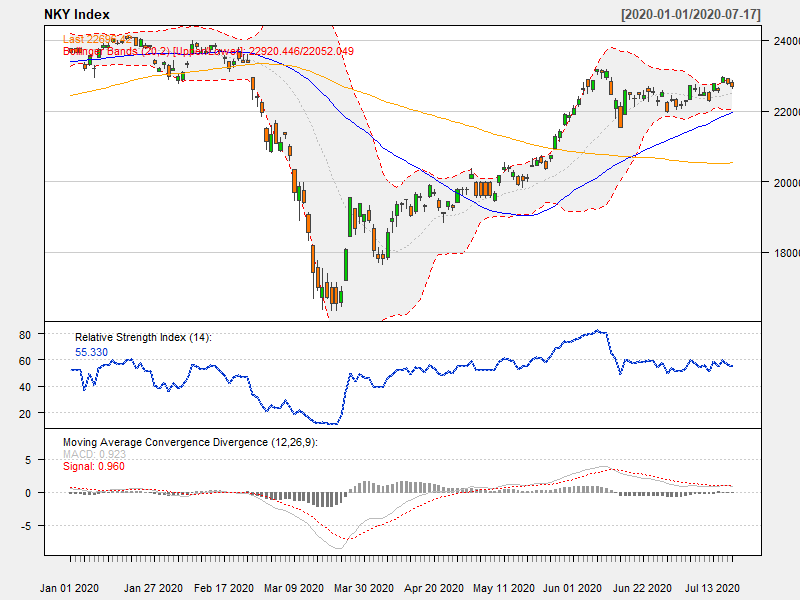 NKY Index [2020-01-01/2020-07-17]
Last
Bands (20,2) [Upper/Lower]: 22920.446/22052.049
24000
22000
20000
18000
Relative Strength Index (14):
55.330
80
60
40
20
Moving Average Convergence Divergence (12,26,9):
MACD: 0.923
Signal: 0.960
5
0
-5
Jan 01 2020 Jan 27 2020 Feb 17 2020 Mar 09 2020 Mar 30 2020 Apr 20 2020 May 11 2020 Jun 01 2020 Jun 22 2020 Jul 13 2020